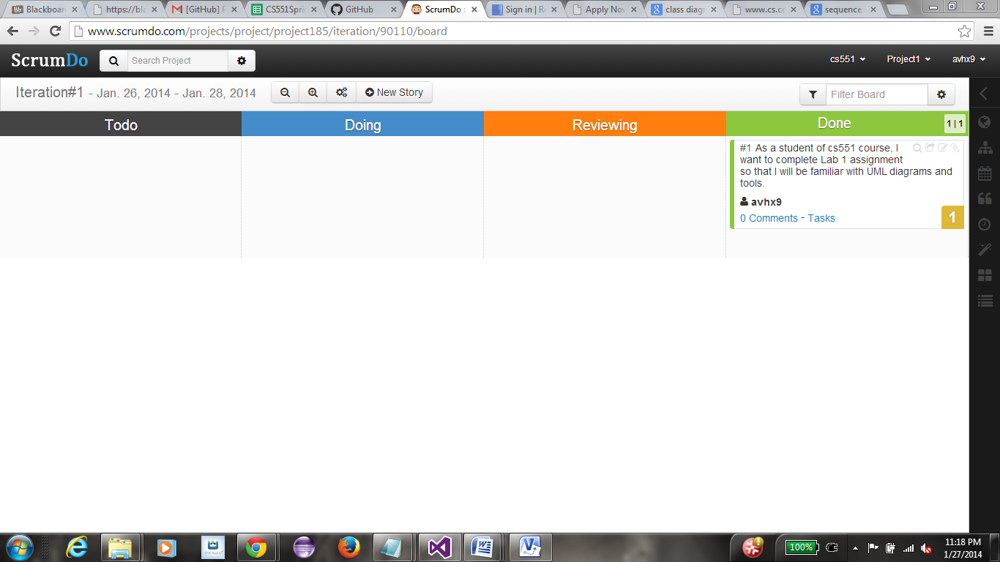 Blackboar
https://bla
[GitHub] P
CS551Spri
GitHub
ScrumDo
Sign in | R
Apply Nov
class diagr
www.cs.cc
sequence
www.scrumdo.com/projects/project/project185/iteration/90110/board
ScrumDo
Search Project
cs551
Project1
avhx9
Iteration#1 - Jan. 26, 2014 - Jan. 28, 2014
New Story
Filter Board
Todo
Doing
Reviewing
Done
1 | 1
#1 As a student of cs551 course, I
want to complete Lab 1 assignment
so that I will be familiar with UML diagrams and
tools.
avhx9
0 Comments - Tasks
1
100%
11:18 PM
1/27/2014